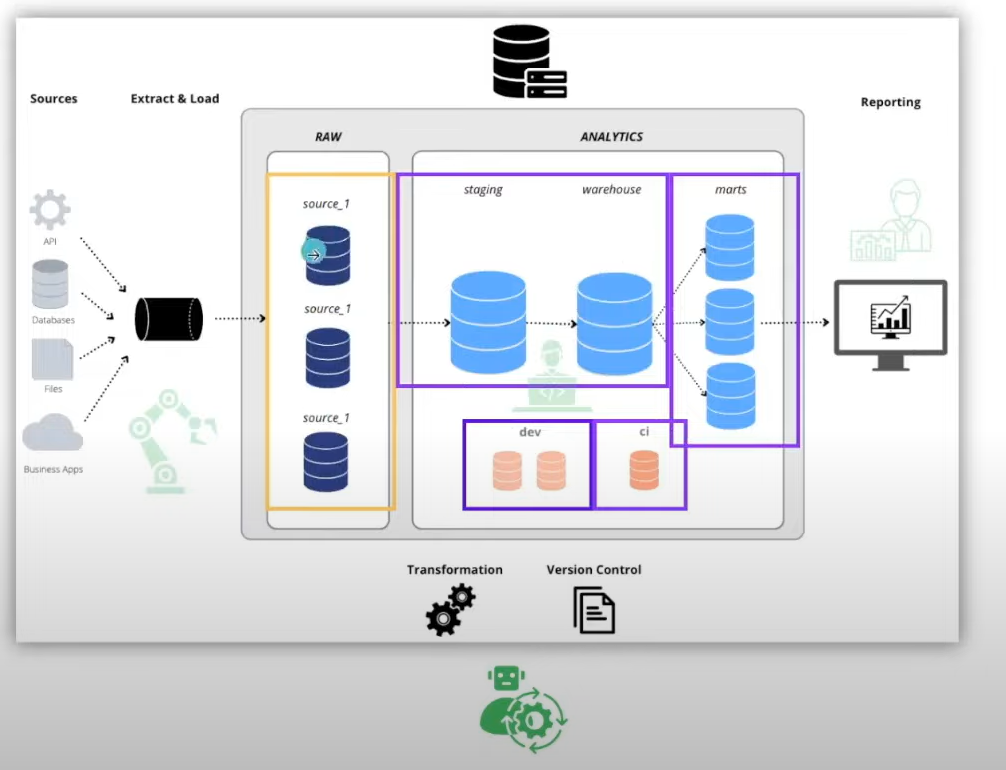 Sources
Extract & Load
Reporting
RAW
ANALYTICS
source_1
staging
warehouse
marts
API
source_1
Databases
Files
source_1
dev
ci
Business Apps
Transformation
Version Control